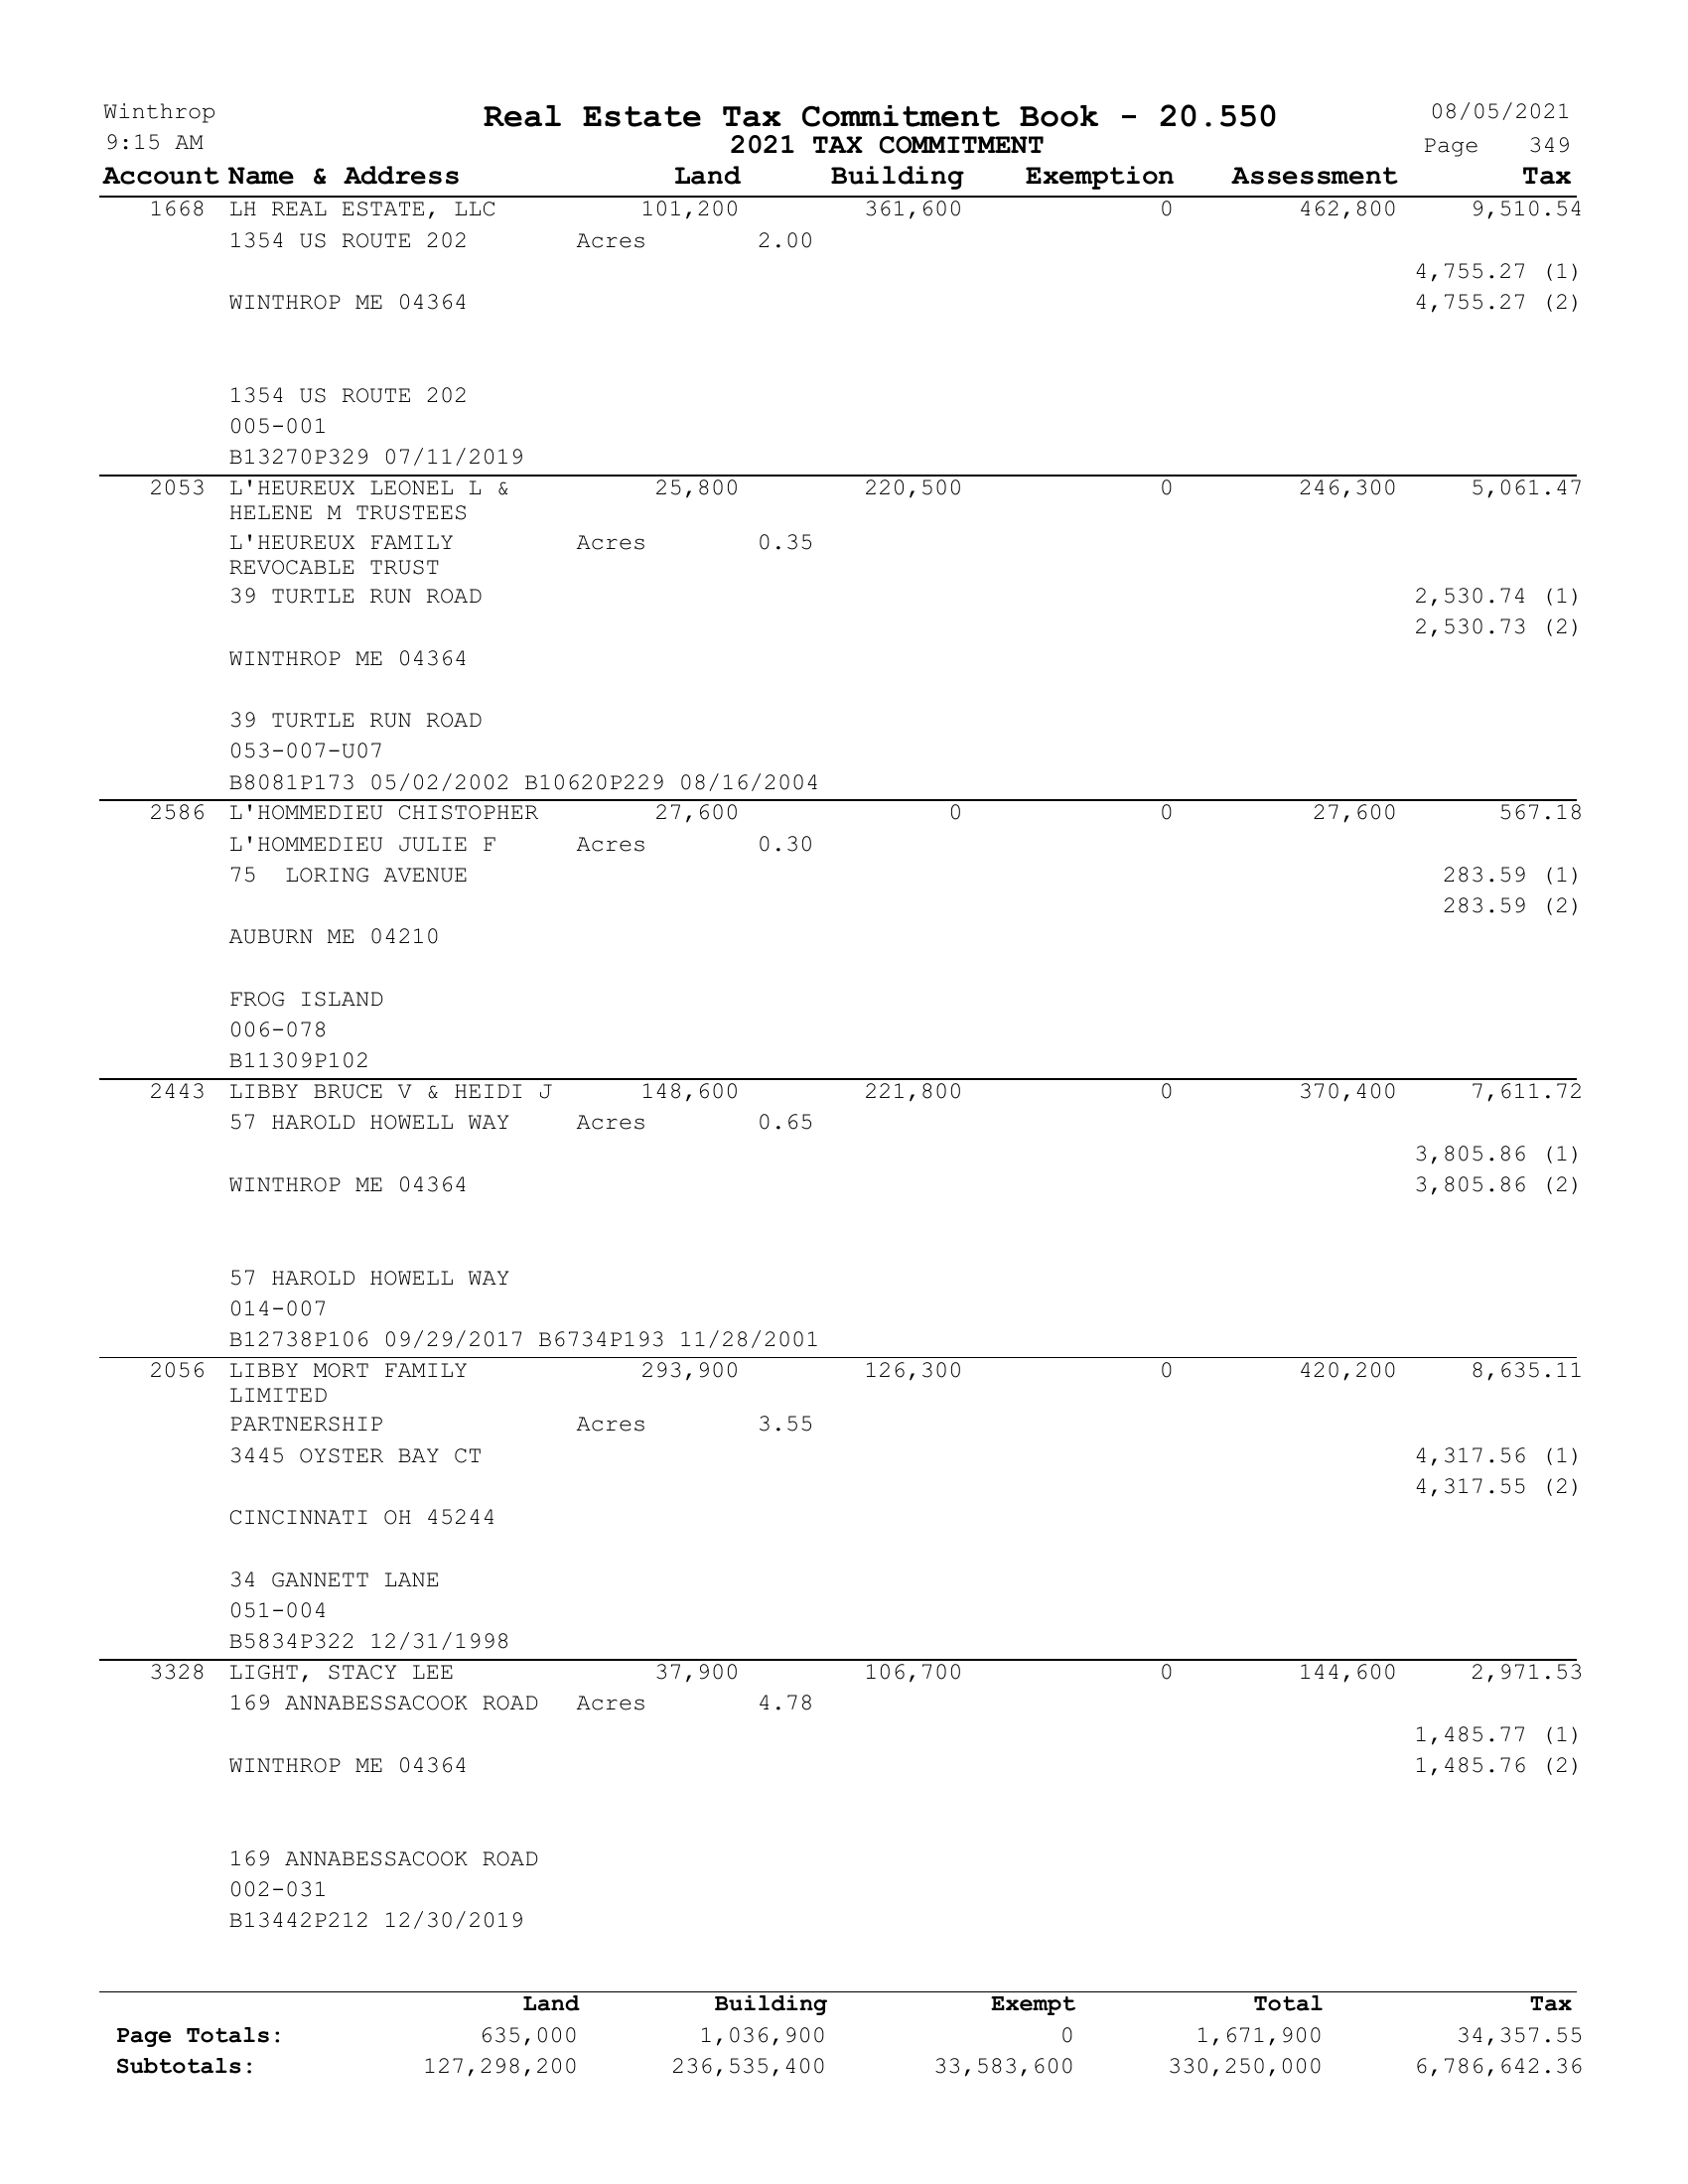 Winthrop Real Estate Tax Commitment Book - 20.550 08/05/2021
9:15 AM 2021 TAX COMMITMENT Page 349
Account Name & Address Land Building Exemption Assessment Tax
1668 LH REAL ESTATE, LLC 101,200 361,600 0 462,800 9,510.54
1354 US ROUTE 202 Acres 2.00
4,755.27 (1)
WINTHROP ME 04364 4,755.27 (2)
1354 US ROUTE 202
005-001
B13270P329 07/11/2019
2053 L'HEUREUX LEONEL L & 25,800 220,500 0 246,300 5,061.47
HELENE M TRUSTEES
L'HEUREUX FAMILY Acres 0.35
REVOCABLE TRUST
39 TURTLE RUN ROAD 2,530.74 (1)
2,530.73 (2)
WINTHROP ME 04364
39 TURTLE RUN ROAD
053-007-U07
B8081P173 05/02/2002 B10620P229 08/16/2004
2586 L'HOMMEDIEU CHISTOPHER 27,600 0 0 27,600 567.18
L'HOMMEDIEU JULIE F Acres 0.30
75  LORING AVENUE 283.59 (1)
283.59 (2)
AUBURN ME 04210
FROG ISLAND
006-078
B11309P102
2443 LIBBY BRUCE V & HEIDI J 148,600 221,800 0 370,400 7,611.72
57 HAROLD HOWELL WAY Acres 0.65
3,805.86 (1)
WINTHROP ME 04364 3,805.86 (2)
57 HAROLD HOWELL WAY
014-007
B12738P106 09/29/2017 B6734P193 11/28/2001
2056 LIBBY MORT FAMILY 293,900 126,300 0 420,200 8,635.11
LIMITED
PARTNERSHIP Acres 3.55
3445 OYSTER BAY CT 4,317.56 (1)
4,317.55 (2)
CINCINNATI OH 45244
34 GANNETT LANE
051-004
B5834P322 12/31/1998
3328 LIGHT, STACY LEE 37,900 106,700 0 144,600 2,971.53
169 ANNABESSACOOK ROAD Acres 4.78
1,485.77 (1)
WINTHROP ME 04364 1,485.76 (2)
169 ANNABESSACOOK ROAD
002-031
B13442P212 12/30/2019
Land Building Exempt Total Tax
Page Totals: 635,000 1,036,900 0 1,671,900 34,357.55
Subtotals: 127,298,200 236,535,400 33,583,600 330,250,000 6,786,642.36